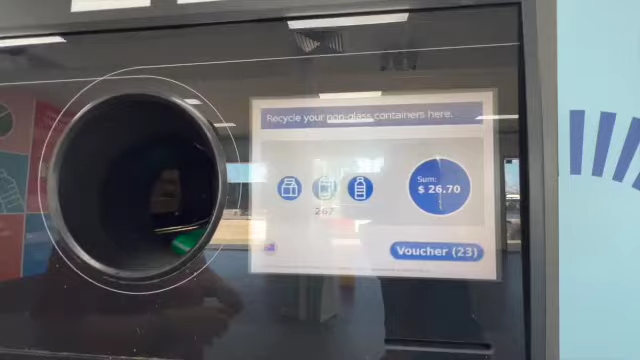 Recycle your non-glass containers here.
Sum:
$ 26.70
267
Voucher (23)